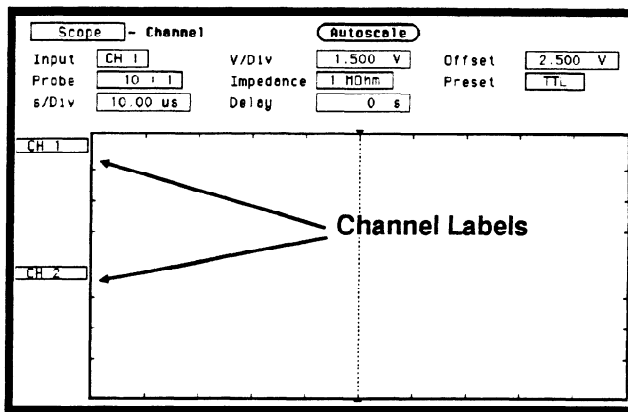 Scope - Channel Autoscale
Input CH 1 V/Div 1.500 V Offset 2.500 V
Probe 10 : 1 Impedance 1 MOhm Preset TTL
s/Div 10.00 us Delay 0 s
CH 1
Channel Labels
CH 2